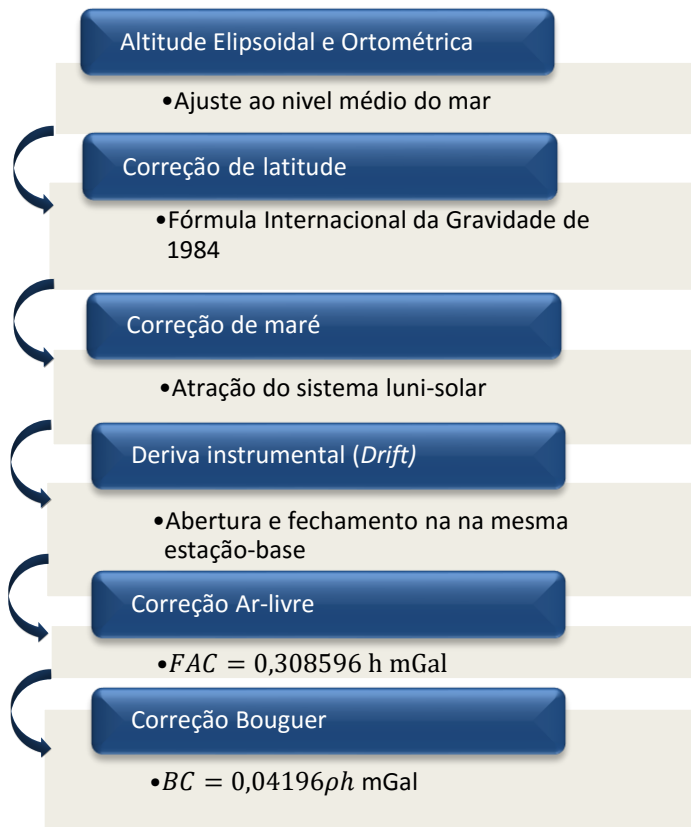 Altitude Elipsoidal e Ortométrica
•Ajuste ao nivel médio do mar
Correção de latitude
•Fórmula Internacional da Gravidade de
1984
Correção de maré
•Atração do sistema luni-solar
Deriva instrumental (Drift)
•Abertura e fechamento na na mesma
estação-base
Correção Ar-livre
•FAC = 0,308596 h mGal
Correção Bouguer
•BC = 0,04196ρh mGal